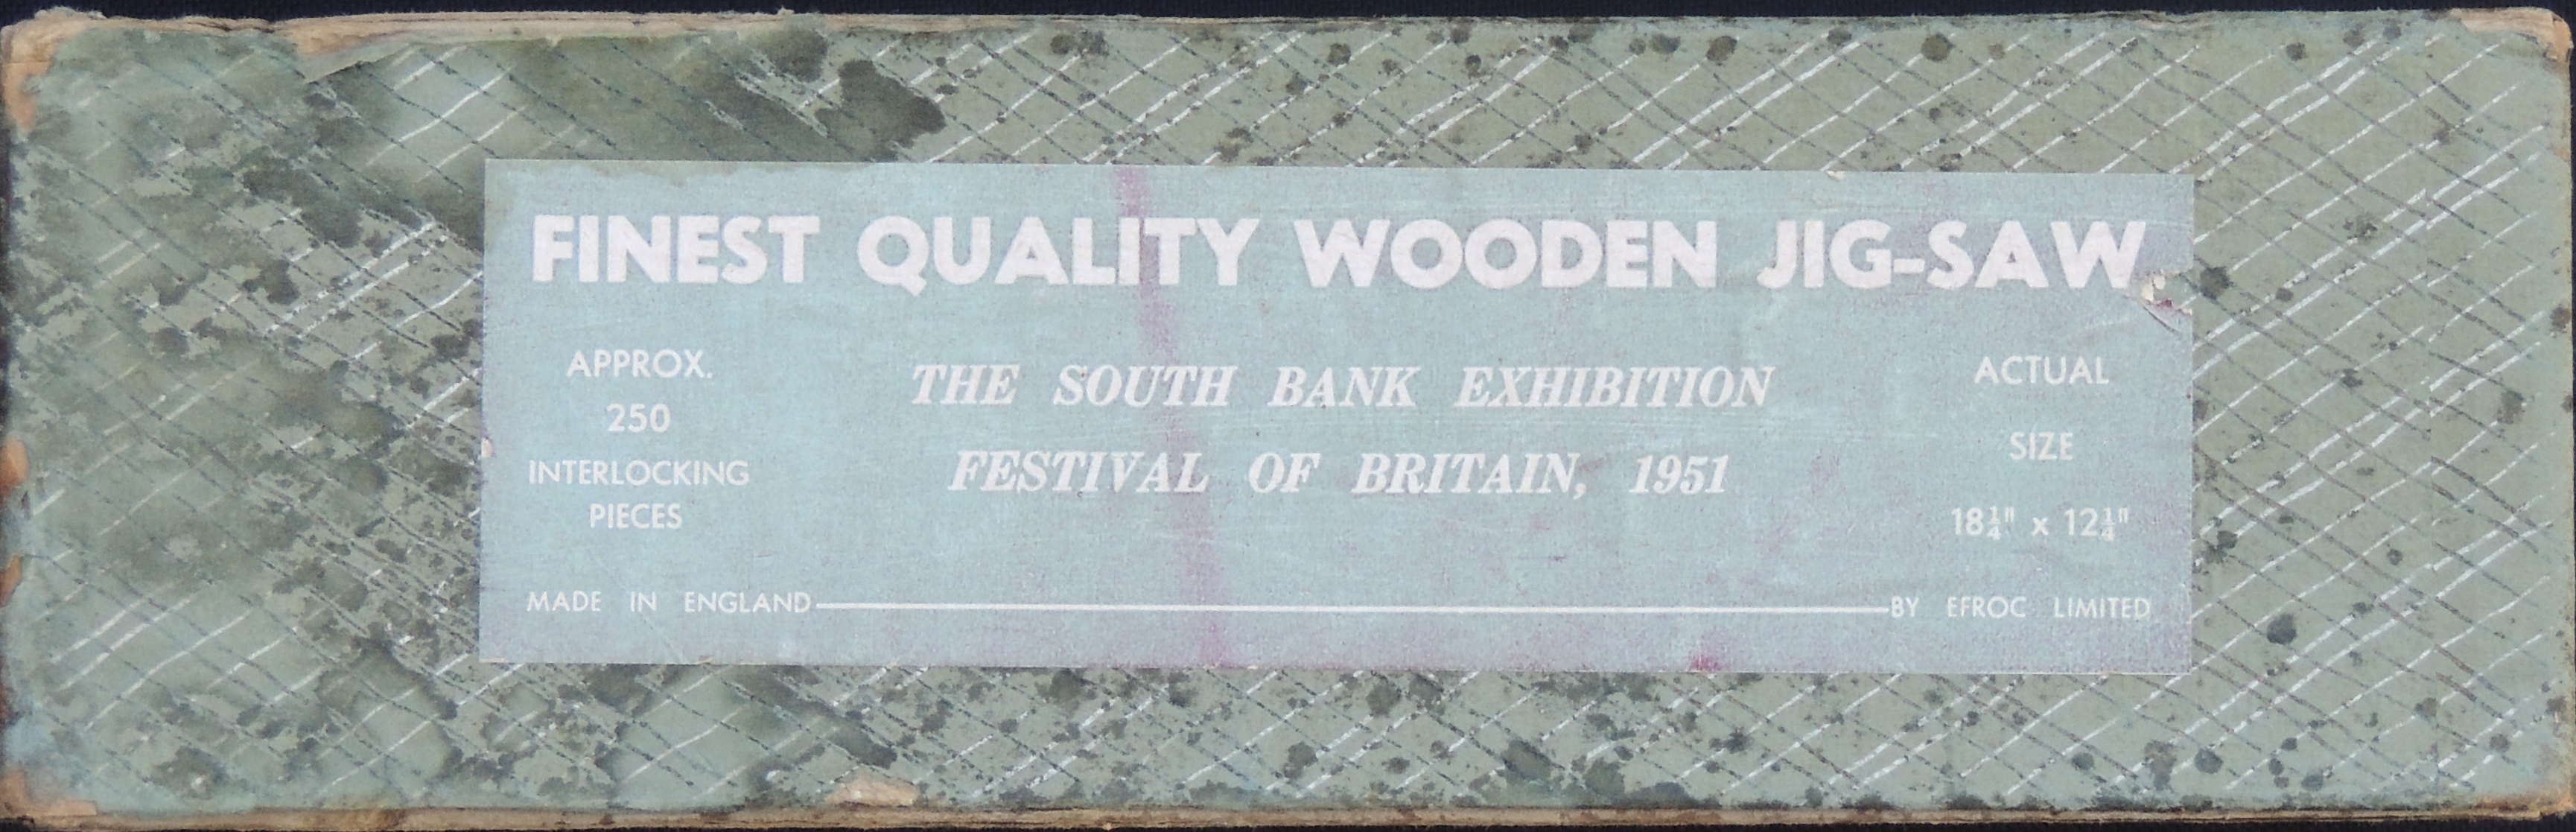 FINEST QUALITY WOODEN JIG-SAW
APPROX.
250
INTERLOCKING
PIECES
THE SOUTH BANK EXHIBITION
FESTIVAL OF BRITAIN, 1951
ACTUAL
SIZE
18¼" x 12¼"
MADE IN ENGLAND
BY EFROC LIMITED